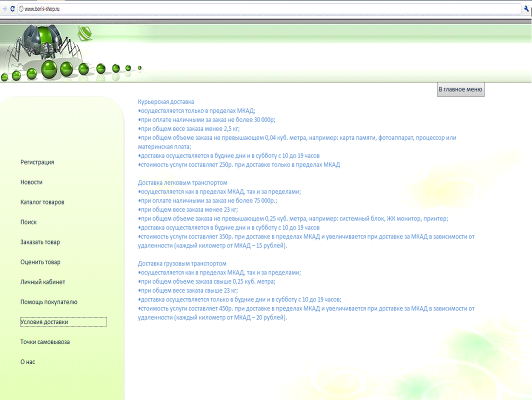 www.boris-shop.ru
В главное меню
Регистрация
Новости
Каталог товаров
Поиск
Заказать товар
Оценить товар
Личный кабинет
Помощь покупателю
Условия доставки
Точки самовывоза
О нас
Курьерская доставка
•осуществляется только в пределах МКАД;
•при оплате наличными за заказ не более 30 000р;
•при общем весе заказа менее 2,5 кг;
•при общем объеме заказа не превышающем 0,04 куб. метра, например: карта памяти, фотоаппарат, процессор или
материнская плата;
•доставка осуществляется в будние дни и в субботу с 10 до 19 часов
•стоимость услуги составляет 250р. при доставке только в пределах МКАД
Доставка легковым транспортом
•осуществляется как в пределах МКАД, так и за пределами;
•при оплате наличными за заказ не более 75 000р.;
•при общем весе заказа менее 23 кг;
•при общем объеме заказа не превышающем 0,25 куб. метра, например: системный блок, ЖК монитор, принтер;
•доставка осуществляется в будние дни и в субботу с 10 до 19 часов
•стоимость услуги составляет 350р. при доставке в пределах МКАД и увеличивается при доставке за МКАД в зависимости от
удаленности (каждый километр от МКАД – 15 рублей).
Доставка грузовым транспортом
•осуществляется как в пределах МКАД, так и за пределами;
•при общем объеме заказа свыше 0,25 куб. метра;
•при общем весе заказа свыше 23 кг;
•доставка осуществляется только в будние дни и в субботу с 10 до 19 часов;
•стоимость услуги составляет 450р. при доставке в пределах МКАД и увеличивается при доставке за МКАД в зависимости от
удаленности (каждый километр от МКАД – 20 рублей).